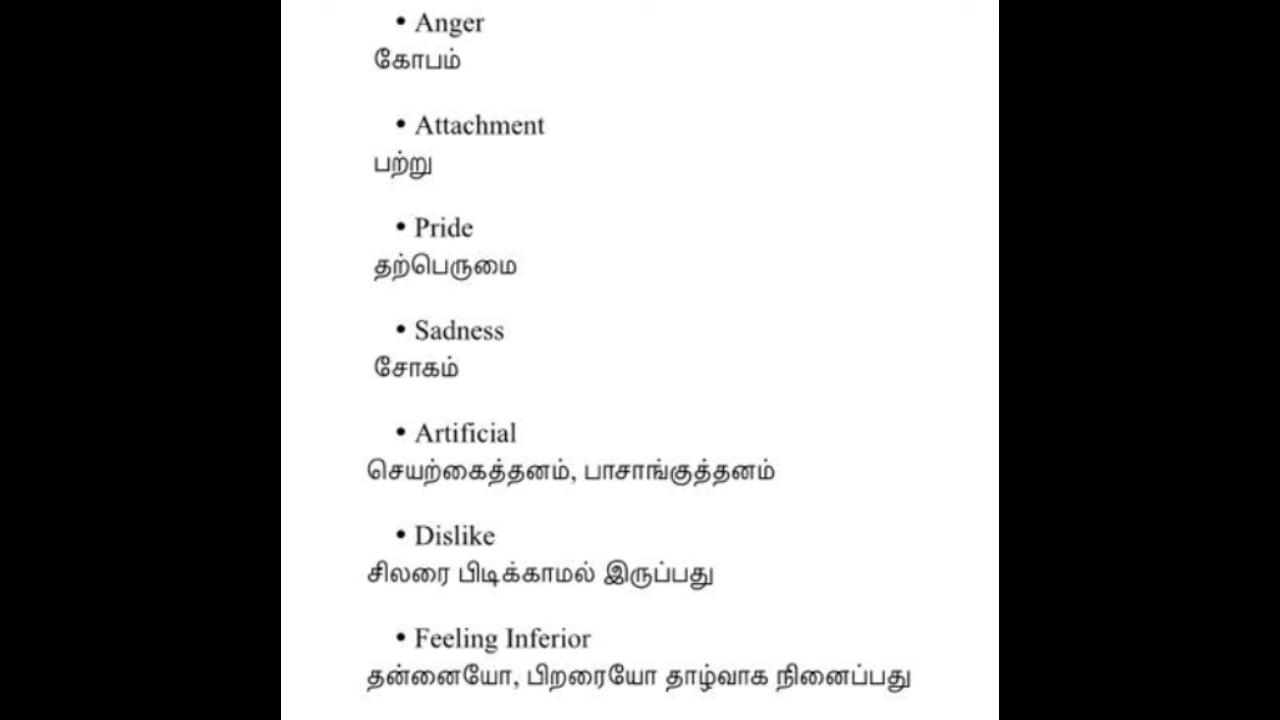 • Anger
கோபம்
• Attachment
பற்று
• Pride
தற்பெருமை
• Sadness
சோகம்
• Artificial
செயற்கைத்தனம், பாசாங்குத்தனம்
• Dislike
சிலரை பிடிக்காமல் இருப்பது
• Feeling Inferior
தன்னையோ, பிறரையோ தாழ்வாக நினைப்பது